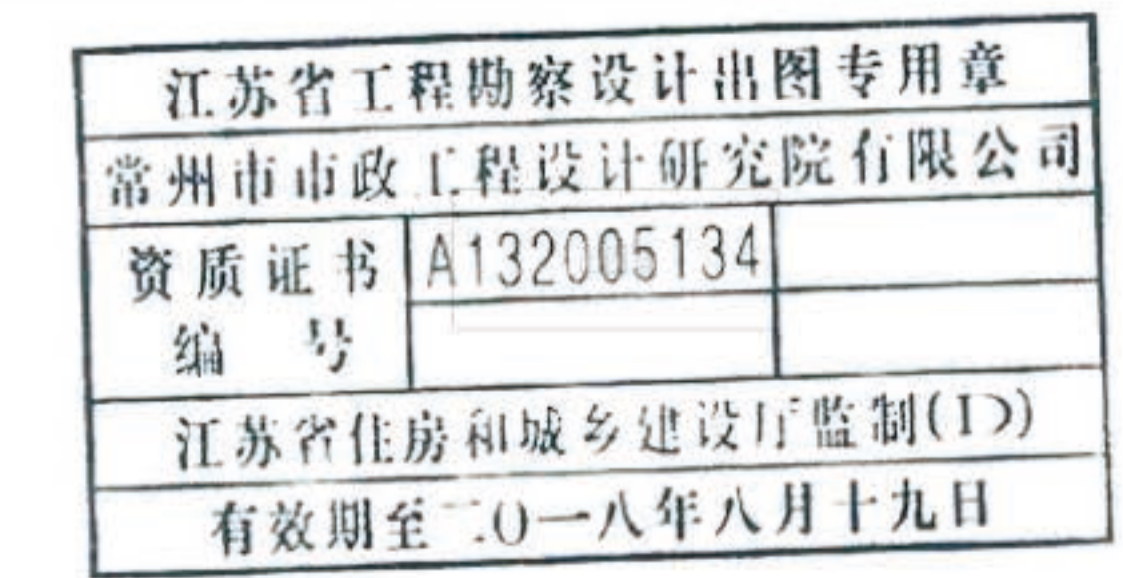 江苏省工程勘察设计出图专用章
常州市市政工程设计研究院有限公司
资质证书 A132005134
编号
江苏省住房和城乡建设厅监制(D)
有效期至二〇一八年八月十九日